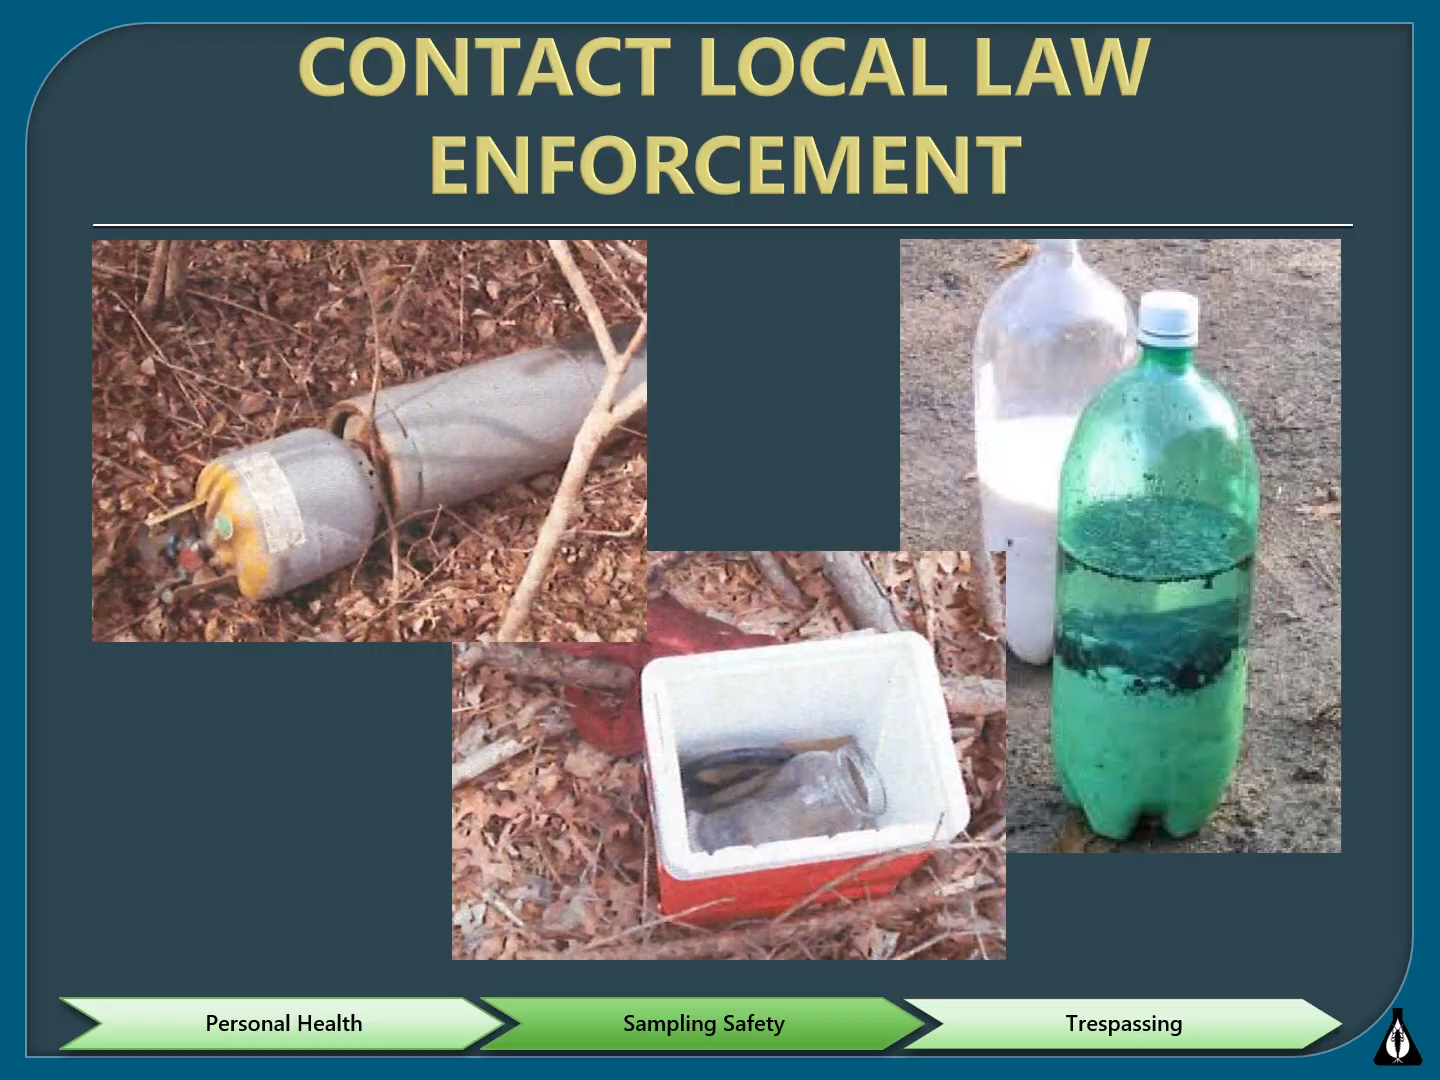 CONTACT LOCAL LAW
ENFORCEMENT
Personal Health
Sampling Safety
Trespassing